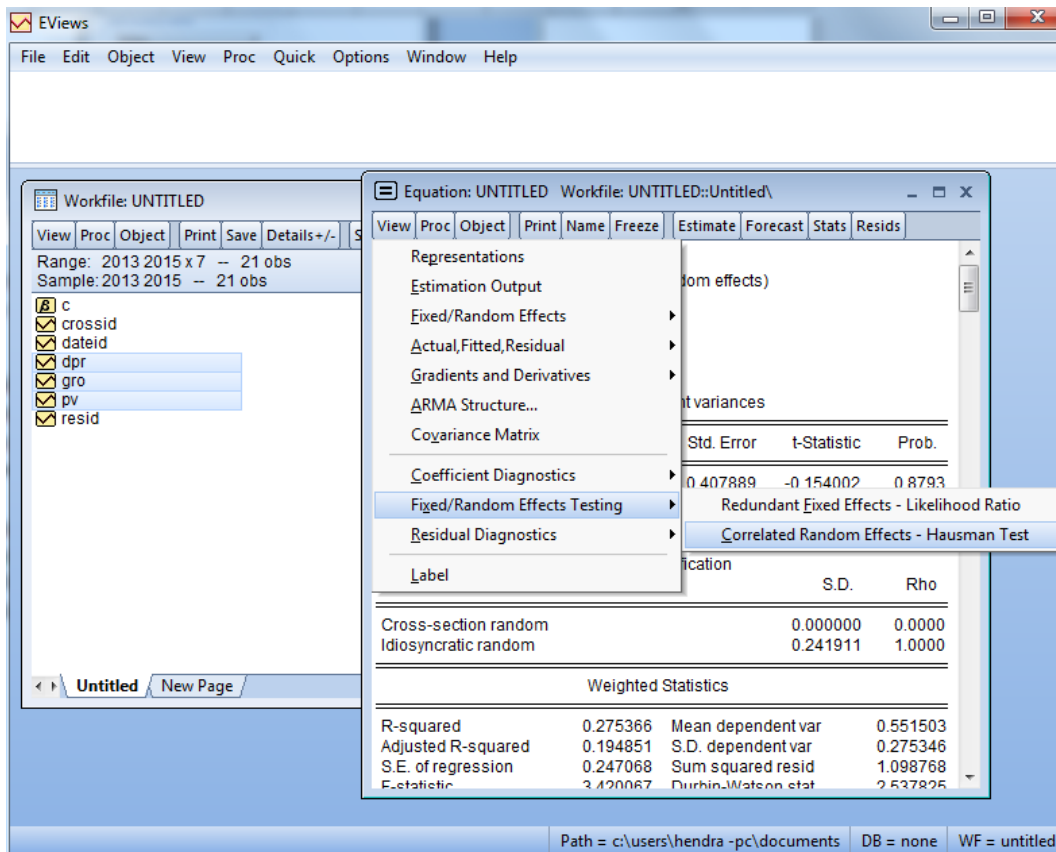 EViews
File Edit Object View Proc Quick Options Window Help
Workfile: UNTITLED
View Proc Object Print Save Details+/- S
Range: 2013 2015 x 7 -- 21 obs
Sample: 2013 2015 -- 21 obs
c
crossid
dateid
dpr
gro
pv
resid
Untitled New Page
Equation: UNTITLED Workfile: UNTITLED::Untitled\
View Proc Object Print Name Freeze Estimate Forecast Stats Resids
Representations
Estimation Output
Fixed/Random Effects
Actual,Fitted,Residual
Gradients and Derivatives
ARMA Structure...
Covariance Matrix
Coefficient Diagnostics
Fixed/Random Effects Testing
Residual Diagnostics
Label
Redundant Fixed Effects - Likelihood Ratio
Correlated Random Effects - Hausman Test
dom effects)
nt variances
Std. Error t-Statistic Prob.
0.407889 -0.154002 0.8793
fication
S.D. Rho
Cross-section random 0.000000 0.0000
Idiosyncratic random 0.241911 1.0000
Weighted Statistics
R-squared 0.275366 Mean dependent var 0.551503
Adjusted R-squared 0.194851 S.D. dependent var 0.275346
S.E. of regression 0.247068 Sum squared resid 1.098768
F-statistic 3.420067 Durbin-Watson stat 2.537825
Path = c:\users\hendra -pc\documents DB = none WF = untitled